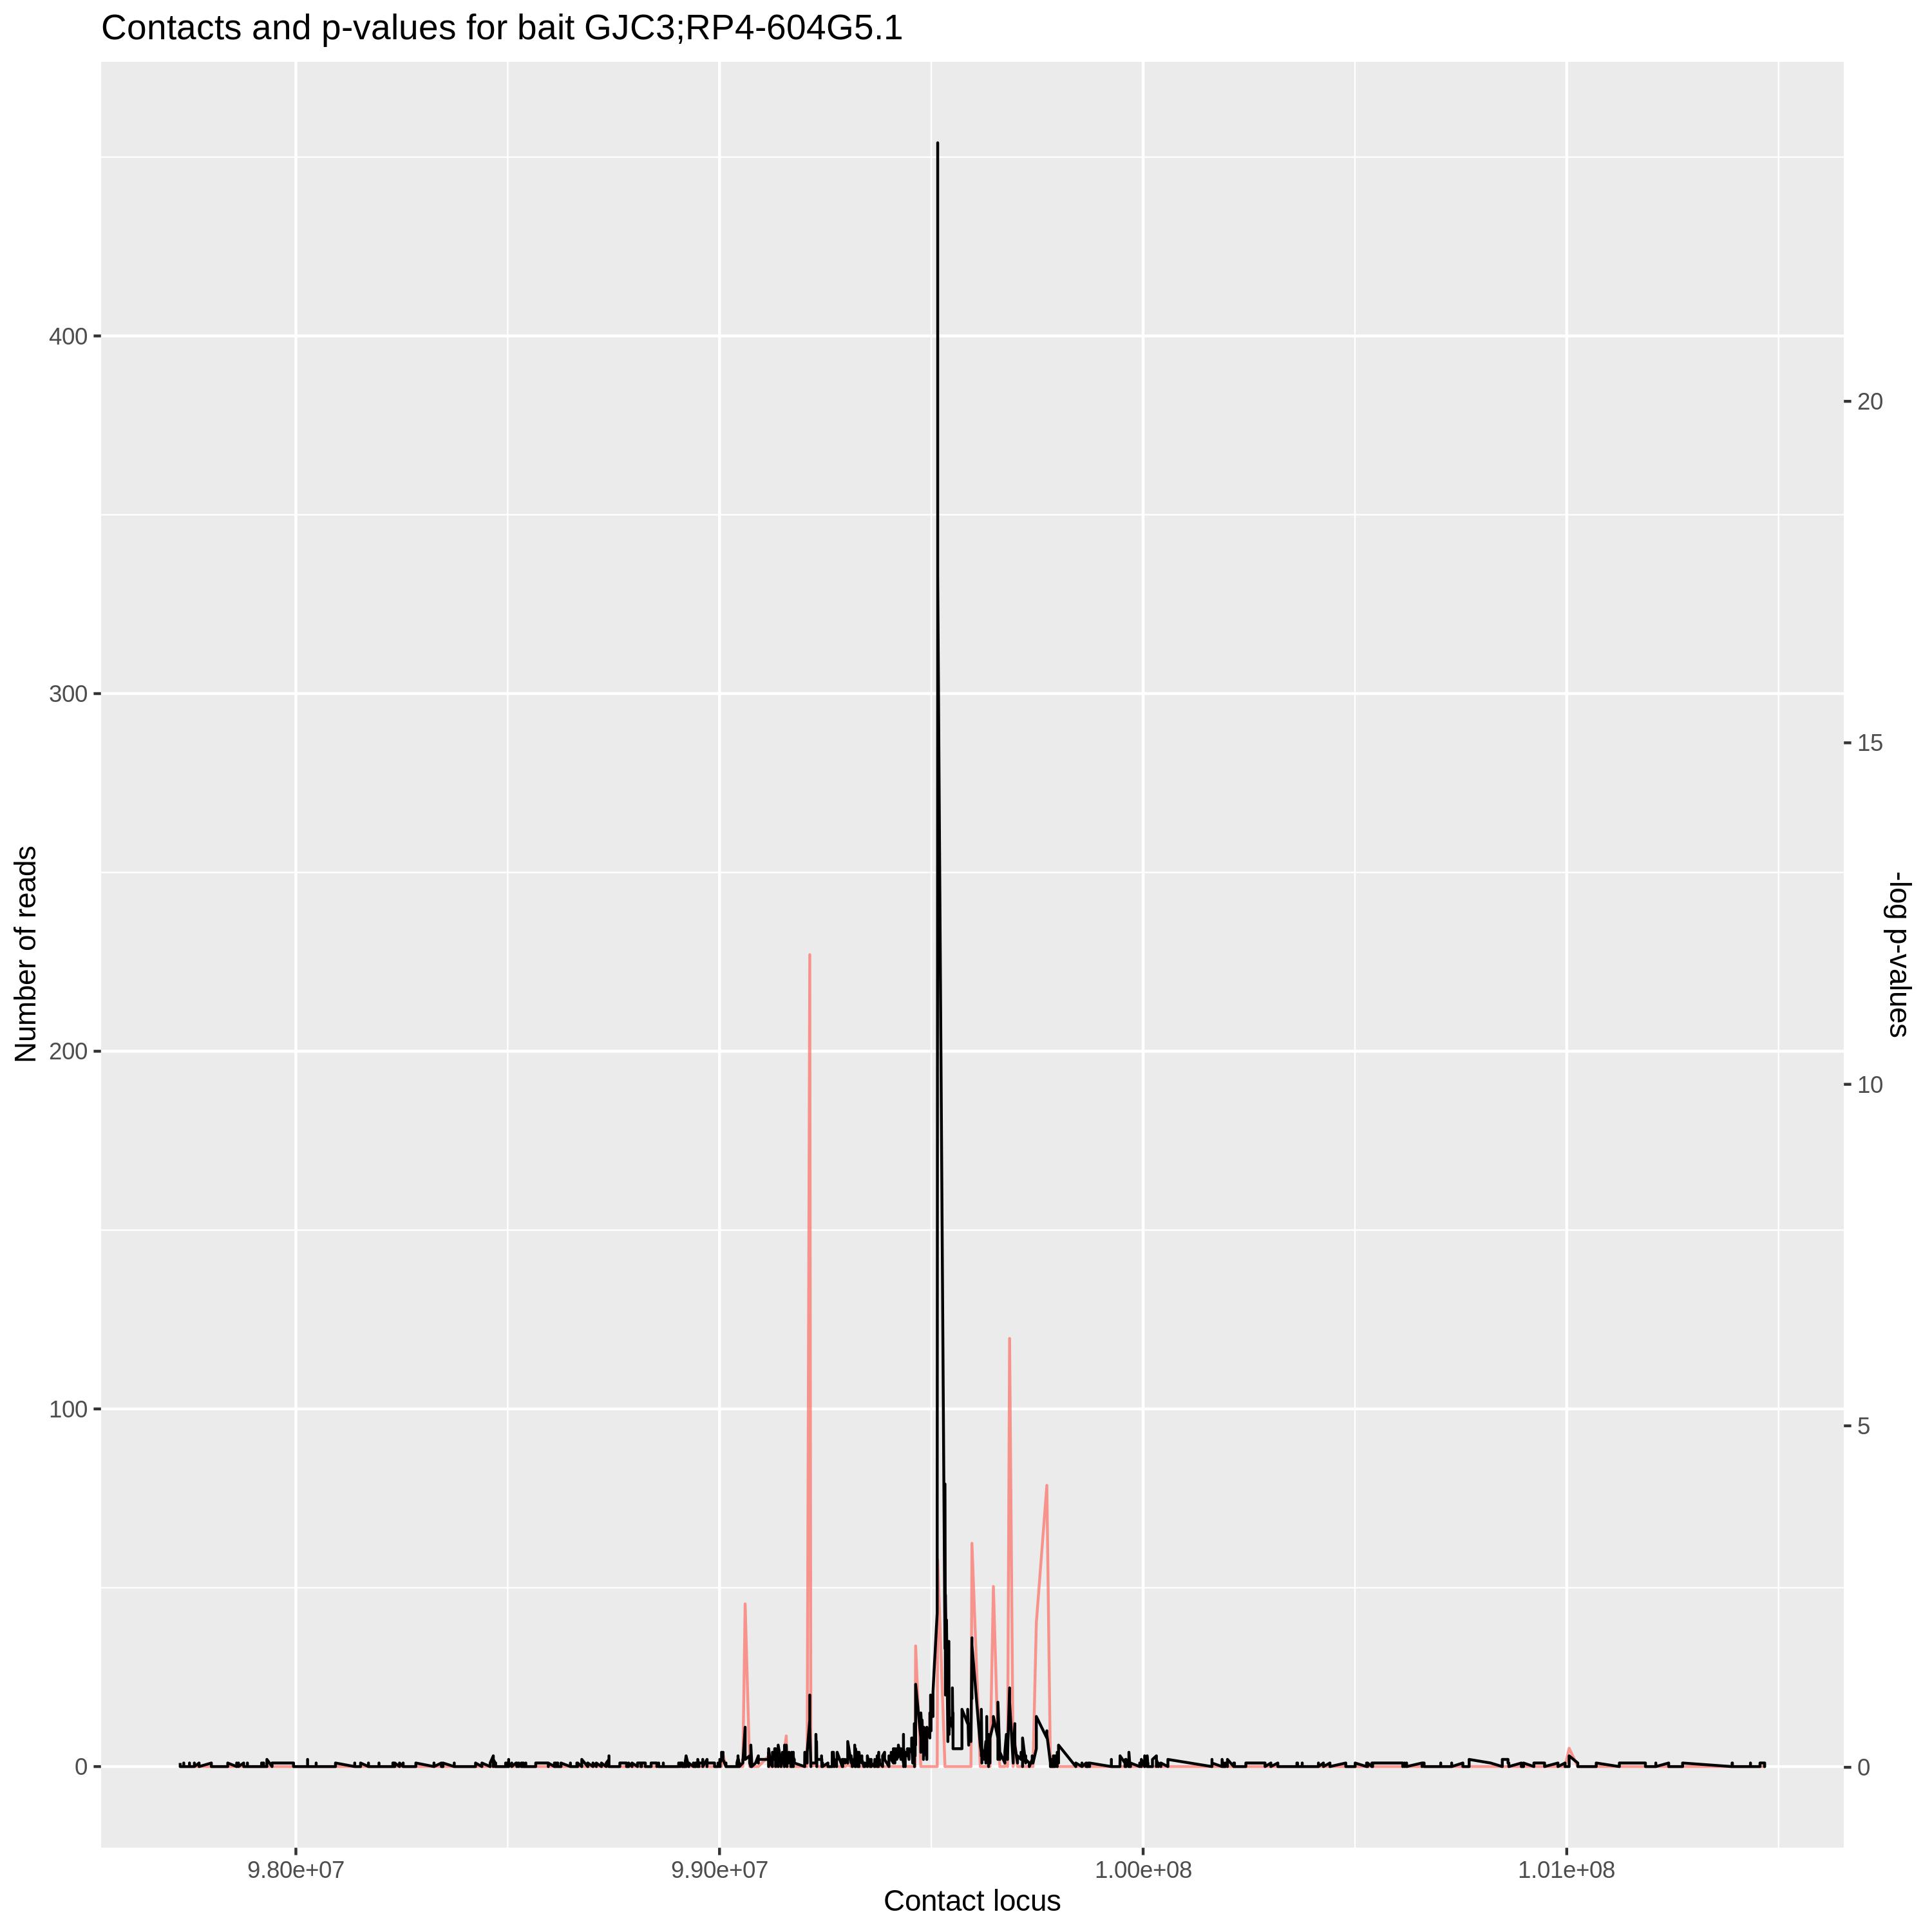 Contacts and p-values for bait GJC3;RP4-604G5.1
Number of reads
400
300
200
100
0
20
15
10
5
0
-log p-values
9.80e+07
9.90e+07
1.00e+08
1.01e+08
Contact locus